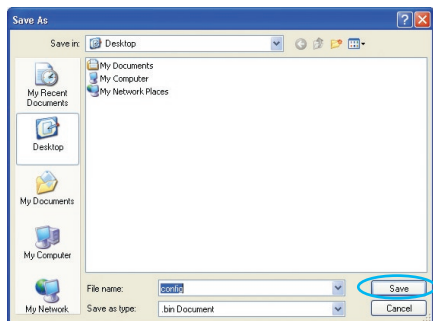 Save As
Save in: Desktop
My Recent Documents
Desktop
My Documents
My Computer
My Network
My Documents
My Computer
My Network Places
File name: config Save
Save as type: .bin Document Cancel